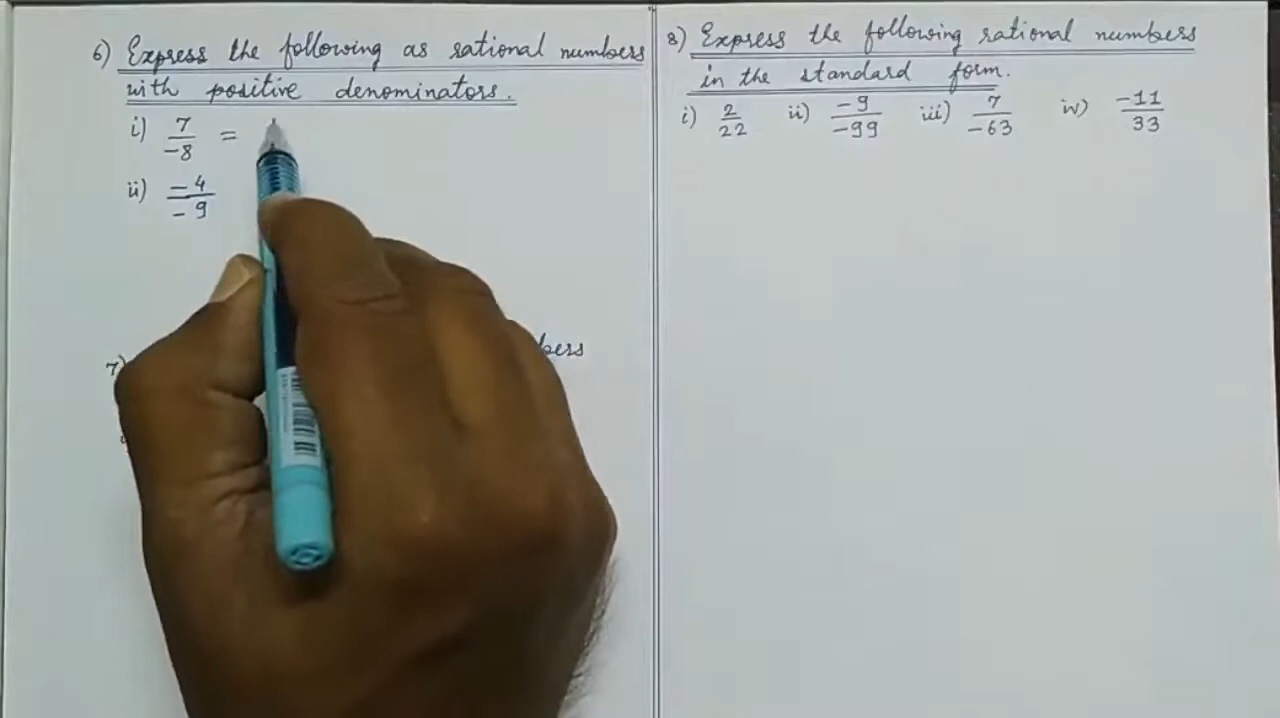 6) Express the following as rational numbers
with positive denominators.
i) 7/-8 =
ii) -4/-9
7)
bers
8) Express the following rational numbers
in the standard form.
i) 2/22 ii) -9/-99 iii) 7/-63 iv) -11/33